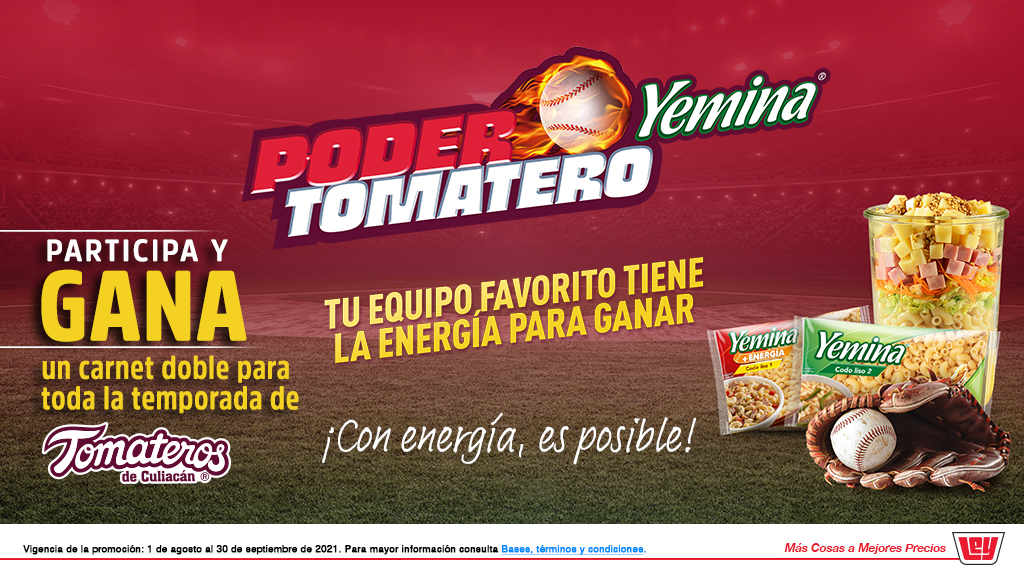 PODER
TOMATERO
Yemina®
PARTICIPA Y
GANA
un carnet doble para
toda la temporada de
Tomateros
de Culiacán ®
TU EQUIPO FAVORITO TIENE
LA ENERGÍA PARA GANAR
¡Con energía, es posible!
Yemina
+ENERGÍA
Codo liso 1
Yemina
Codo liso 2
Vigencia de la promoción: 1 de agosto al 30 de septiembre de 2021. Para mayor información consulta Bases, términos y condiciones.
Más Cosas a Mejores Precios
LEY